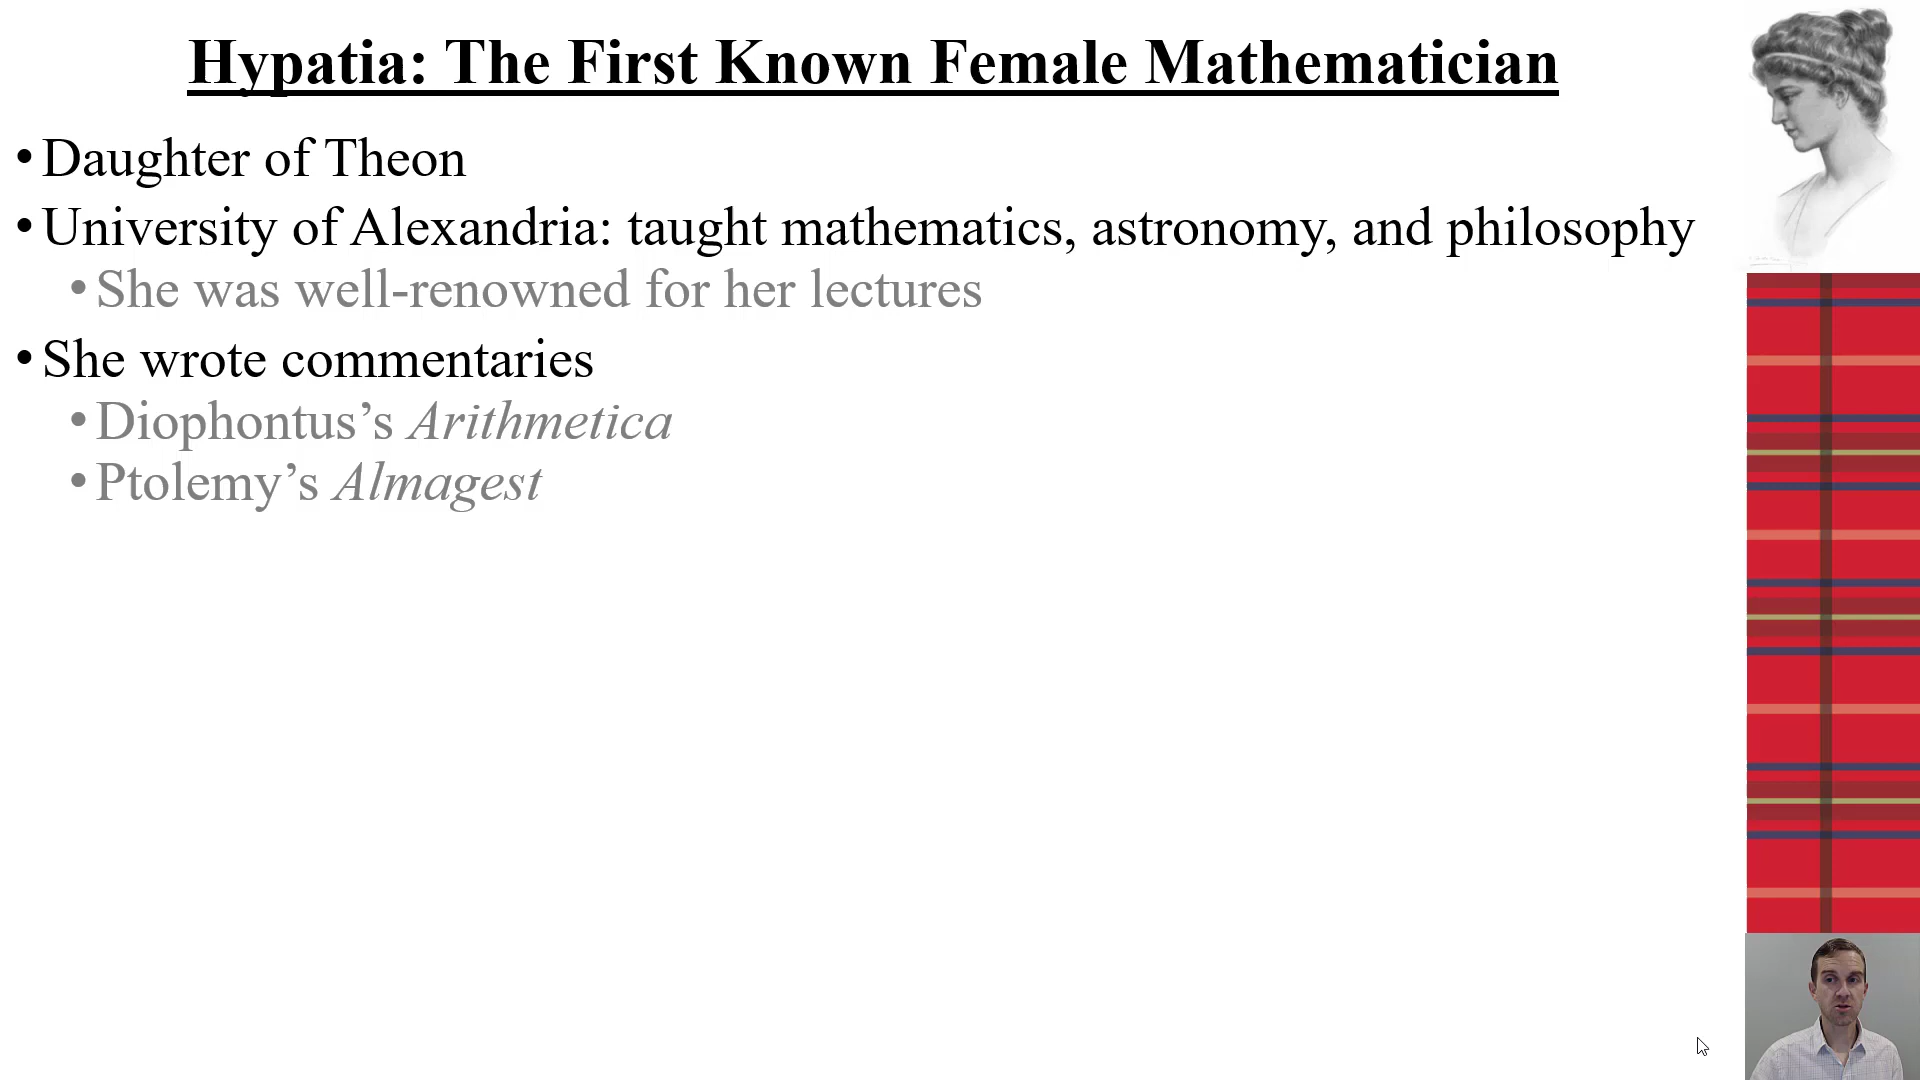 Hypatia: The First Known Female Mathematician
• Daughter of Theon
• University of Alexandria: taught mathematics, astronomy, and philosophy
• She was well-renowned for her lectures
• She wrote commentaries
• Diophontus’s Arithmetica
• Ptolemy’s Almagest